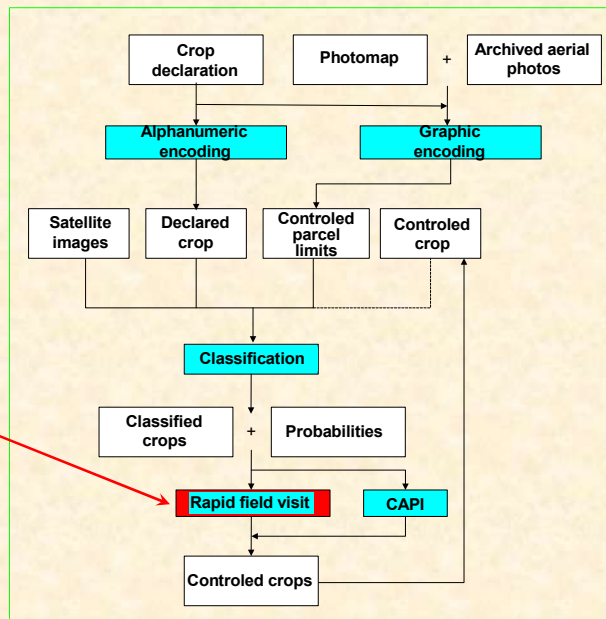 Crop
declaration
Photomap
+
Archived aerial
photos
Alphanumeric
encoding
Graphic
encoding
Satellite
images
Declared
crop
Controled
parcel
limits
Controled
crop
Classification
Classified
crops
+
Probabilities
Rapid field visit
CAPI
Controled crops